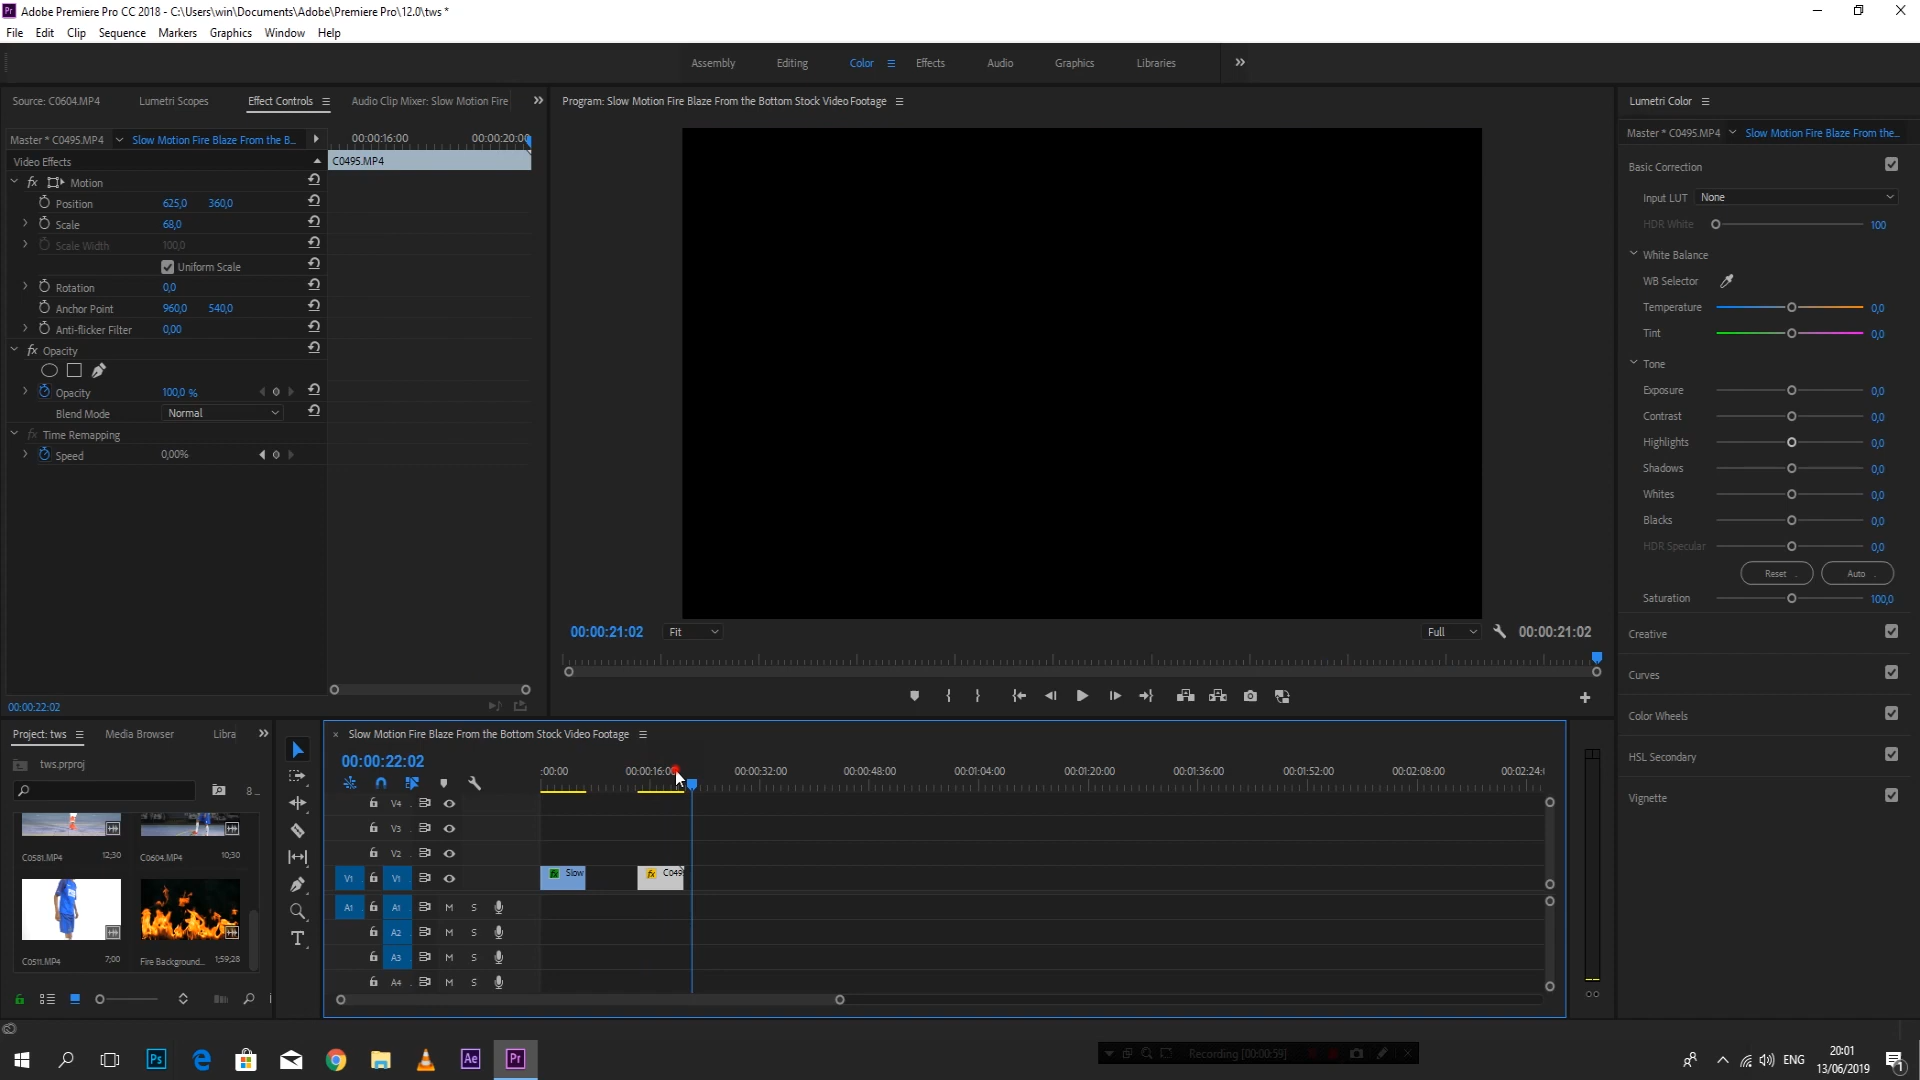 Adobe Premiere Pro CC 2018 - C:\Users\win\Documents\Adobe\Premiere Pro\12.0\tws *
File Edit Clip Sequence Markers Graphics Window Help
Assembly Editing Color Effects Audio Graphics Libraries
Source: C0604.MP4 Lumetri Scopes Effect Controls Audio Clip Mixer: Slow Motion Fire
Program: Slow Motion Fire Blaze From the Bottom Stock Video Footage
Lumetri Color
Master * C0495.MP4 Slow Motion Fire Blaze From the B... 00:00:16:00 00:00:20:00
Master * C0495.MP4 Slow Motion Fire Blaze From the...
Video Effects C0495.MP4
fx Motion
Position 625,0 360,0
Scale 68,0
Scale Width 100,0
Uniform Scale
Rotation 0,0
Anchor Point 960,0 540,0
Anti-flicker Filter 0,00
fx Opacity
Opacity 100,0 %
Blend Mode Normal
fx Time Remapping
Speed 0,00%
00:00:22:02
Basic Correction
Input LUT None
HDR White 100
White Balance
WB Selector
Temperature 0,0
Tint 0,0
Tone
Exposure 0,0
Contrast 0,0
Highlights 0,0
Shadows 0,0
Whites 0,0
Blacks 0,0
HDR Specular 0,0
Reset Auto
Saturation 100,0
Creative
Curves
Color Wheels
HSL Secondary
Vignette
00:00:21:02 Fit Full 00:00:21:02
Project: tws Media Browser Libra
tws.prproj
8...
C0581.MP4 12;30 C0604.MP4 10;30
C0511.MP4 7;00 Fire Background... 1;59;28
Slow Motion Fire Blaze From the Bottom Stock Video Footage
00:00:22:02
:00:00 00:00:16:00 00:00:32:00 00:00:48:00 00:01:04:00 00:01:20:00 00:01:36:00 00:01:52:00 00:02:08:00 00:02:24:
V4
V3
V2
V1 V1 fx Slow fx C049
A1 A1 M S
A2 M S
A3 M S
A4 M S
Ps Ae Pr
Recording [00:00:59]
ENG 20:01
13/06/2019
1